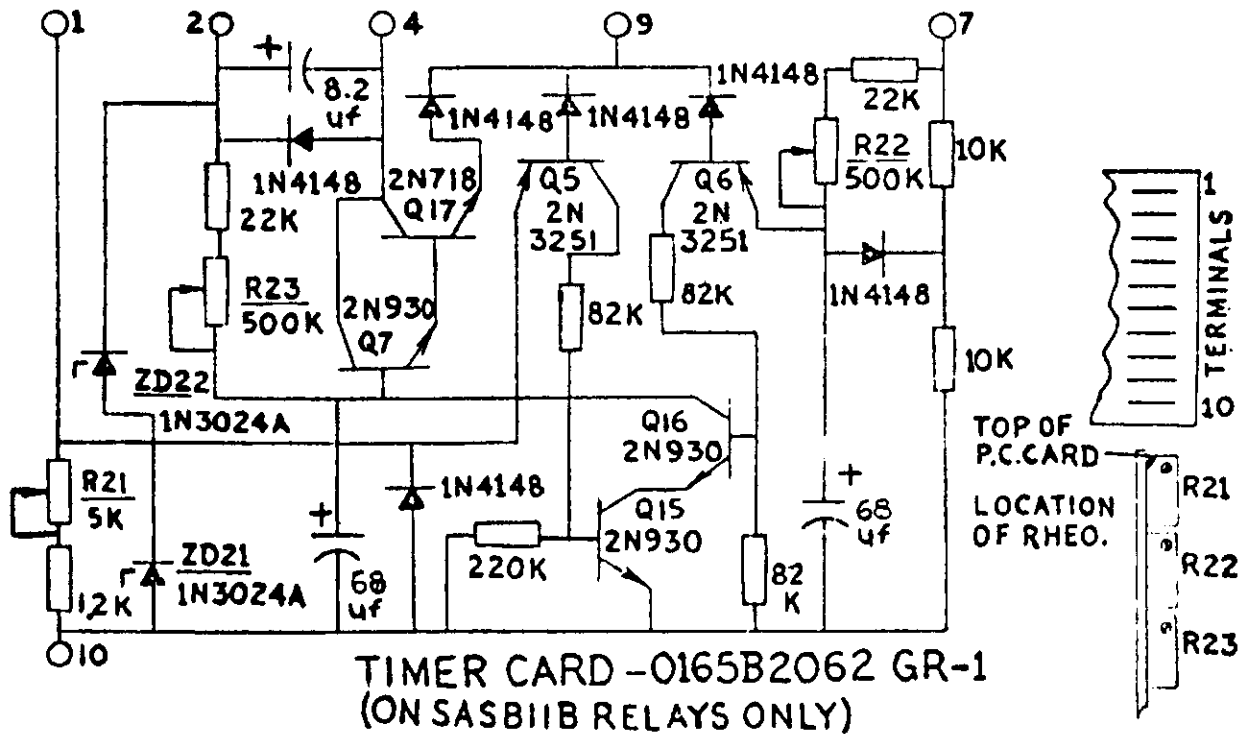 1
2
4
9
7
+
8.2
uf
1N4148
1N4148
1N4148
1N4148
22K
1N4148
2N718
Q17
22K
Q5
2N
3251
Q6
2N
3251
R22
500K
10K
R23
500K
2N930
Q7
82K
82K
1N4148
10K
1
TERMINALS
10
ZD22
1N3024A
Q16
2N930
TOP OF
P.C.CARD
R21
5K
1N4148
Q15
2N930
+
68
uf
LOCATION
OF RHEO.
R21
R22
R23
+
68
uf
220K
82
K
ZD21
1N3024A
1.2K
10
TIMER CARD -0165B2062 GR-1
(ON SASB11B RELAYS ONLY)